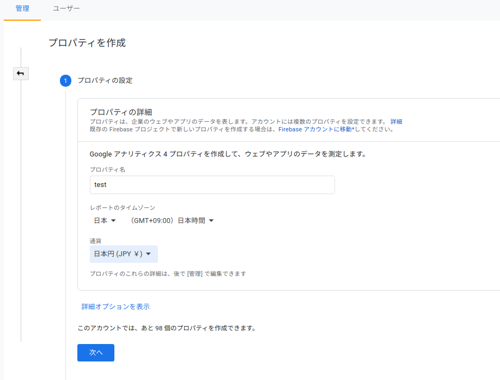 管理 ユーザー
プロパティを作成
1 プロパティの設定
プロパティの詳細
プロパティは、企業のウェブやアプリのデータを表します。アカウントには複数のプロパティを設定できます。 詳細
既存の Firebase プロジェクトで新しいプロパティを作成する場合は、Firebase アカウントに移動*してください。
Google アナリティクス 4 プロパティを作成して、ウェブやアプリのデータを測定します。
プロパティ名
test
レポートのタイムゾーン
日本 (GMT+09:00) 日本時間
通貨
日本円 (JPY ¥)
プロパティのこれらの詳細は、後で [管理] で編集できます
詳細オプションを表示
このアカウントでは、あと 98 個のプロパティを作成できます。
次へ